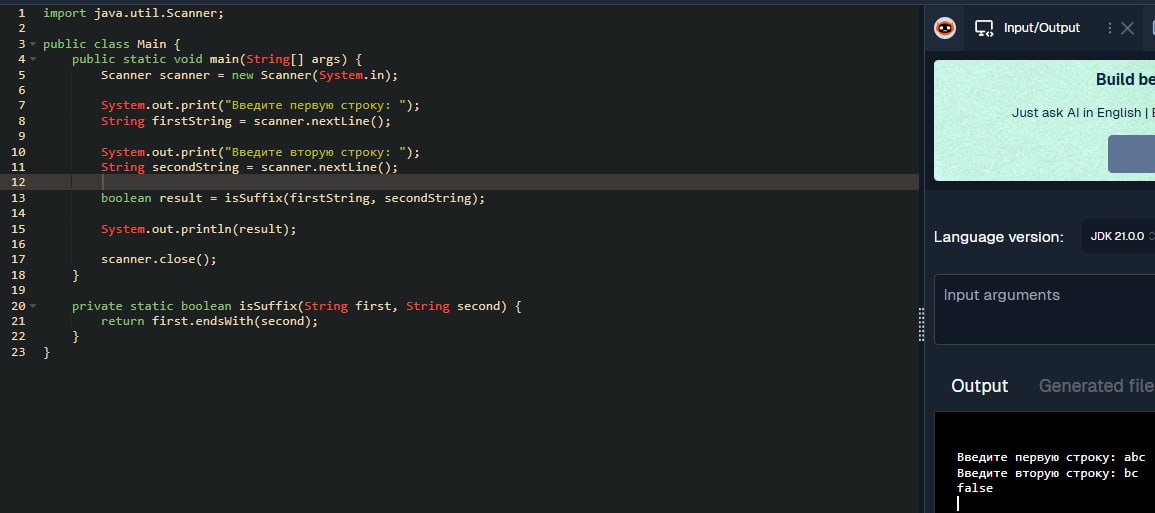 1 import java.util.Scanner;
2
3 public class Main {
4     public static void main(String[] args) {
5         Scanner scanner = new Scanner(System.in);
6
7         System.out.print("Введите первую строку: ");
8         String firstString = scanner.nextLine();
9
10         System.out.print("Введите вторую строку: ");
11         String secondString = scanner.nextLine();
12
13         boolean result = isSuffix(firstString, secondString);
14
15         System.out.println(result);
16
17         scanner.close();
18     }
19
20     private static boolean isSuffix(String first, String second) {
21         return first.endsWith(second);
22     }
23 }
Input/Output
Build be
Just ask AI in English | E
Language version: JDK 21.0.0
Input arguments
Output Generated file
Введите первую строку: abc
Введите вторую строку: bc
false